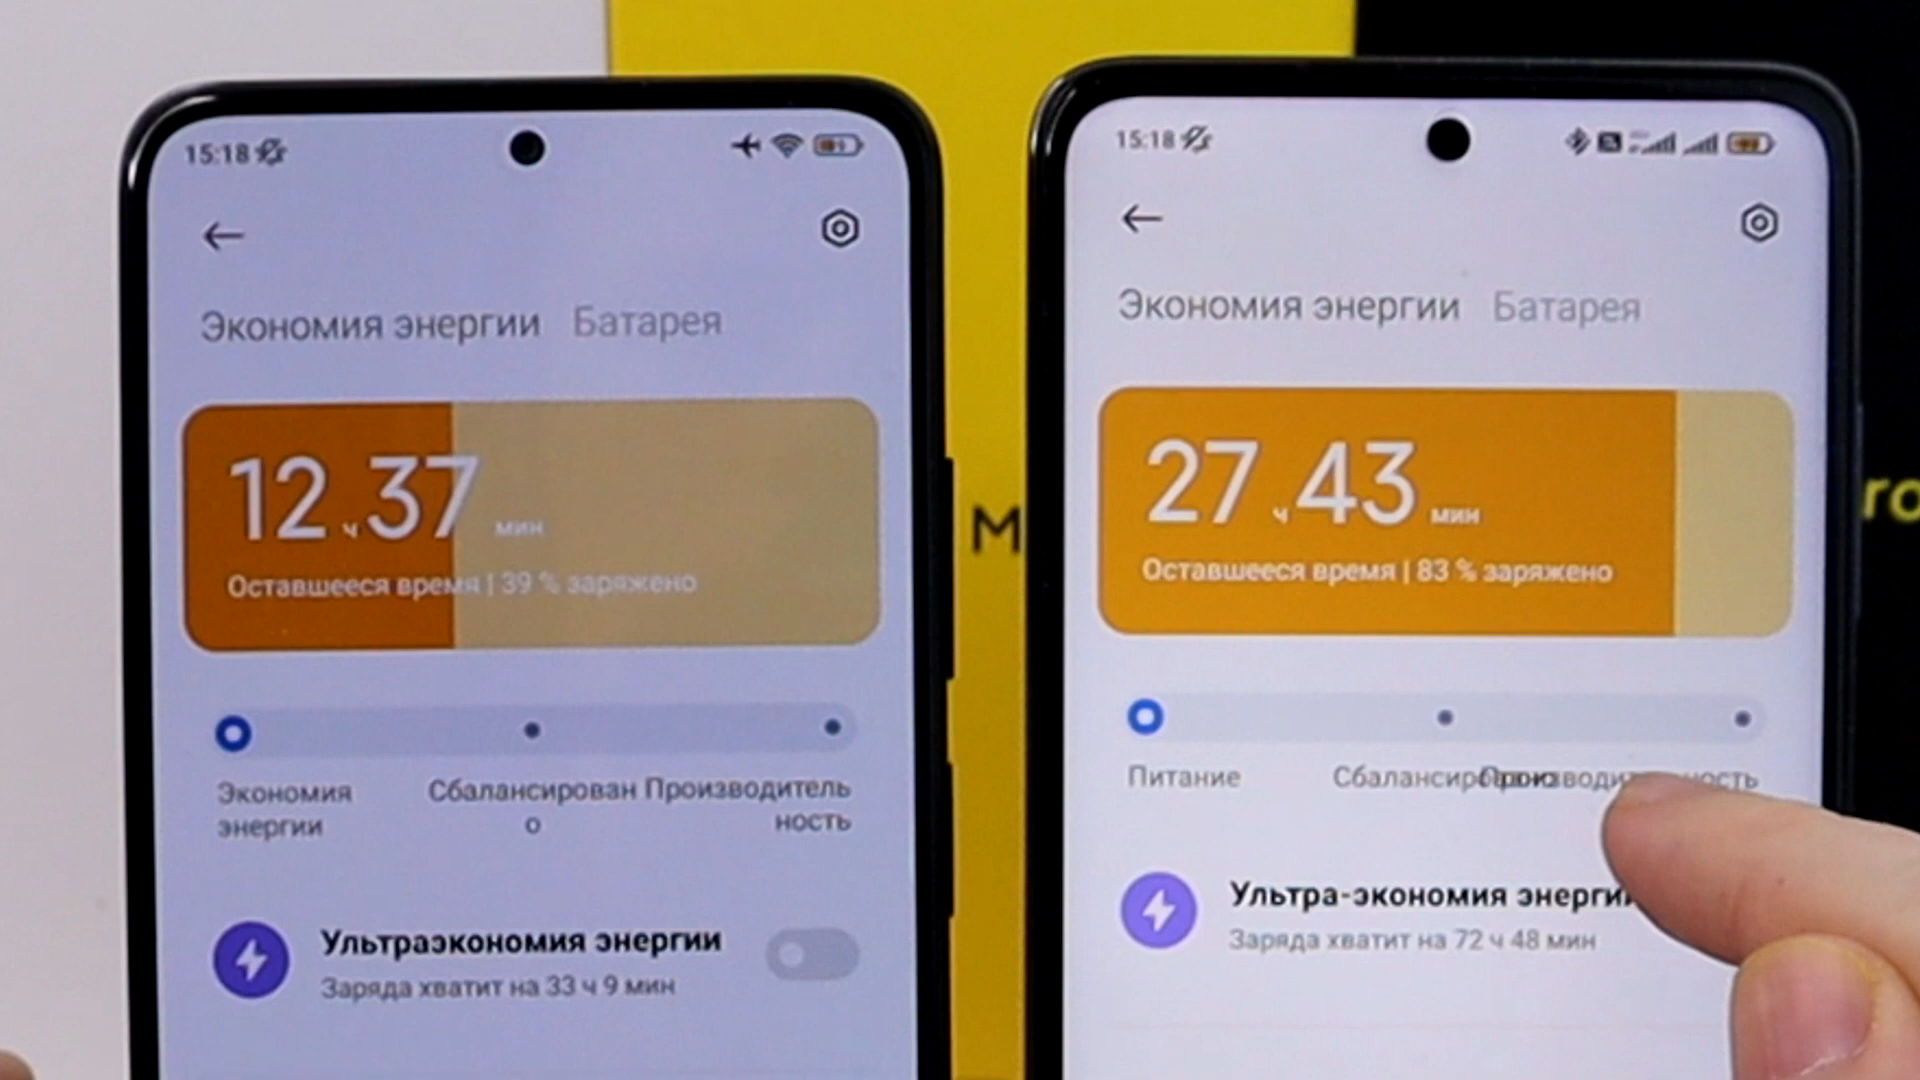 15:18
Экономия энергии Батарея
12 ч 37 мин
Оставшееся время | 39 % заряжено
Экономия
энергии
Сбалансирован
о
Производитель
ность
Ультраэкономия энергии
Заряда хватит на 33 ч 9 мин
M
15:18
Экономия энергии Батарея
27 ч 43 мин
Оставшееся время | 83 % заряжено
Питание
Ультра-экономия энергии
Заряда хватит на 72 ч 48 мин
ro